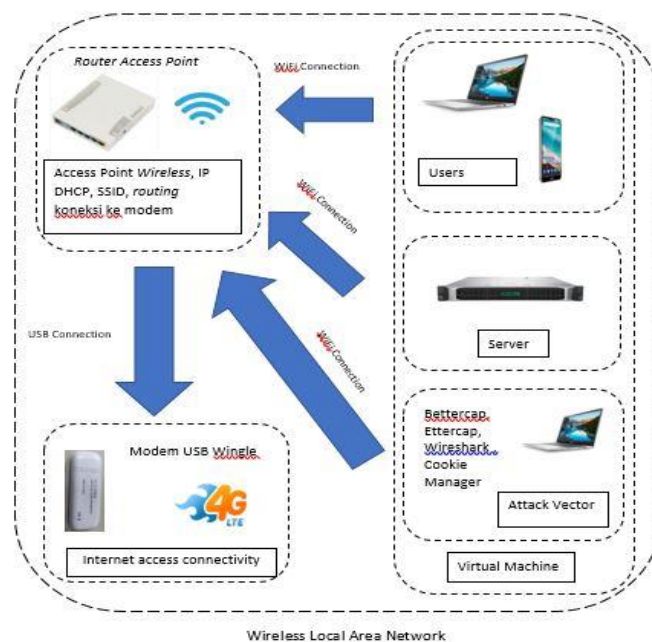 Router Access Point
WiFi Connection
Access Point Wireless, IP
DHCP, SSID, routing
koneksi ke modem
Users
WiFi Connection
Server
USB Connection
WiFi Connection
Bettercap,
Ettercap,
Wireshark,
Cookie
Manager
Attack Vector
Modem USB Wingle
4G
LTE
Internet access connectivity
Virtual Machine
Wireless Local Area Network